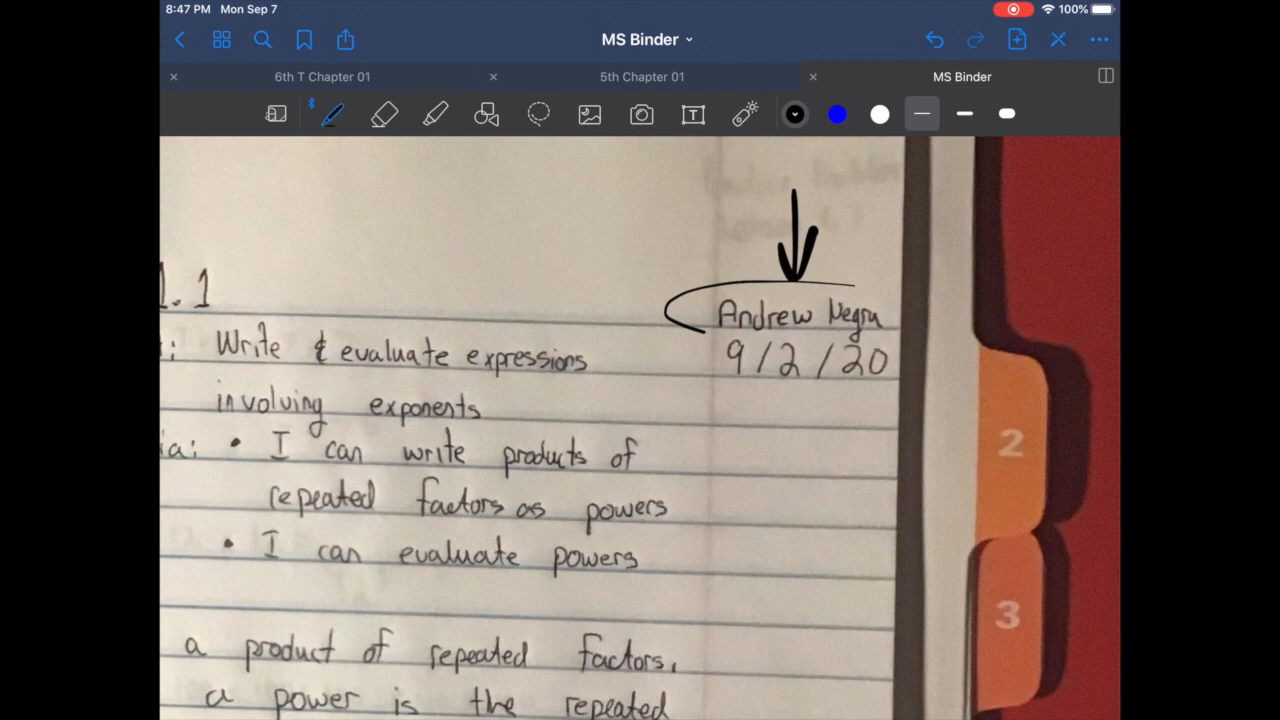 8:47 PM Mon Sep 7
100%
MS Binder
6th T Chapter 01
5th Chapter 01
MS Binder
T
1.1
Andrew Negru
: Write & evaluate expressions
9/2/20
involving exponents
ia: • I can write products of
repeated factors as powers
• I can evaluate powers
a product of repeated factors.
a power is the repeated
2
3